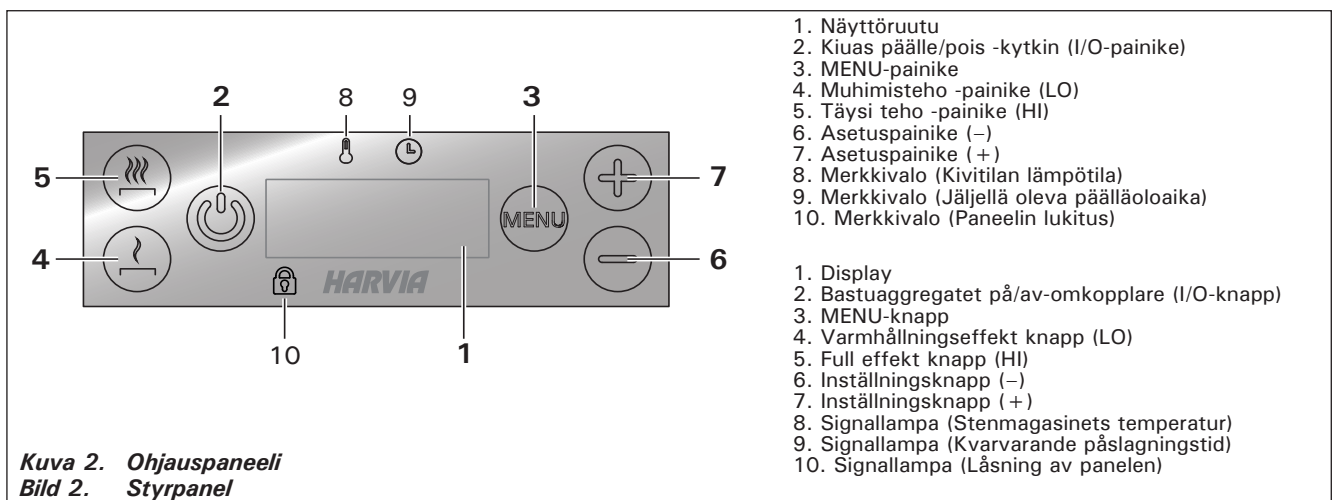 2
8
9
3
5
7
MENU
4
6
HARVIA
10
1
Kuva 2. Ohjauspaneeli
Bild 2. Styrpanel
1. Näyttöruutu
2. Kiuas päälle/pois -kytkin (I/O-painike)
3. MENU-painike
4. Muhimisteho -painike (LO)
5. Täysi teho -painike (HI)
6. Asetuspainike (–)
7. Asetuspainike (+)
8. Merkkivalo (Kivitilan lämpötila)
9. Merkkivalo (Jäljellä oleva päälläoloaika)
10. Merkkivalo (Paneelin lukitus)
1. Display
2. Bastuaggregatet på/av-omkopplare (I/O-knapp)
3. MENU-knapp
4. Varmhållningseffekt knapp (LO)
5. Full effekt knapp (HI)
6. Inställningsknapp (–)
7. Inställningsknapp (+)
8. Signallampa (Stenmagasinets temperatur)
9. Signallampa (Kvarvarande påslagningstid)
10. Signallampa (Låsning av panelen)